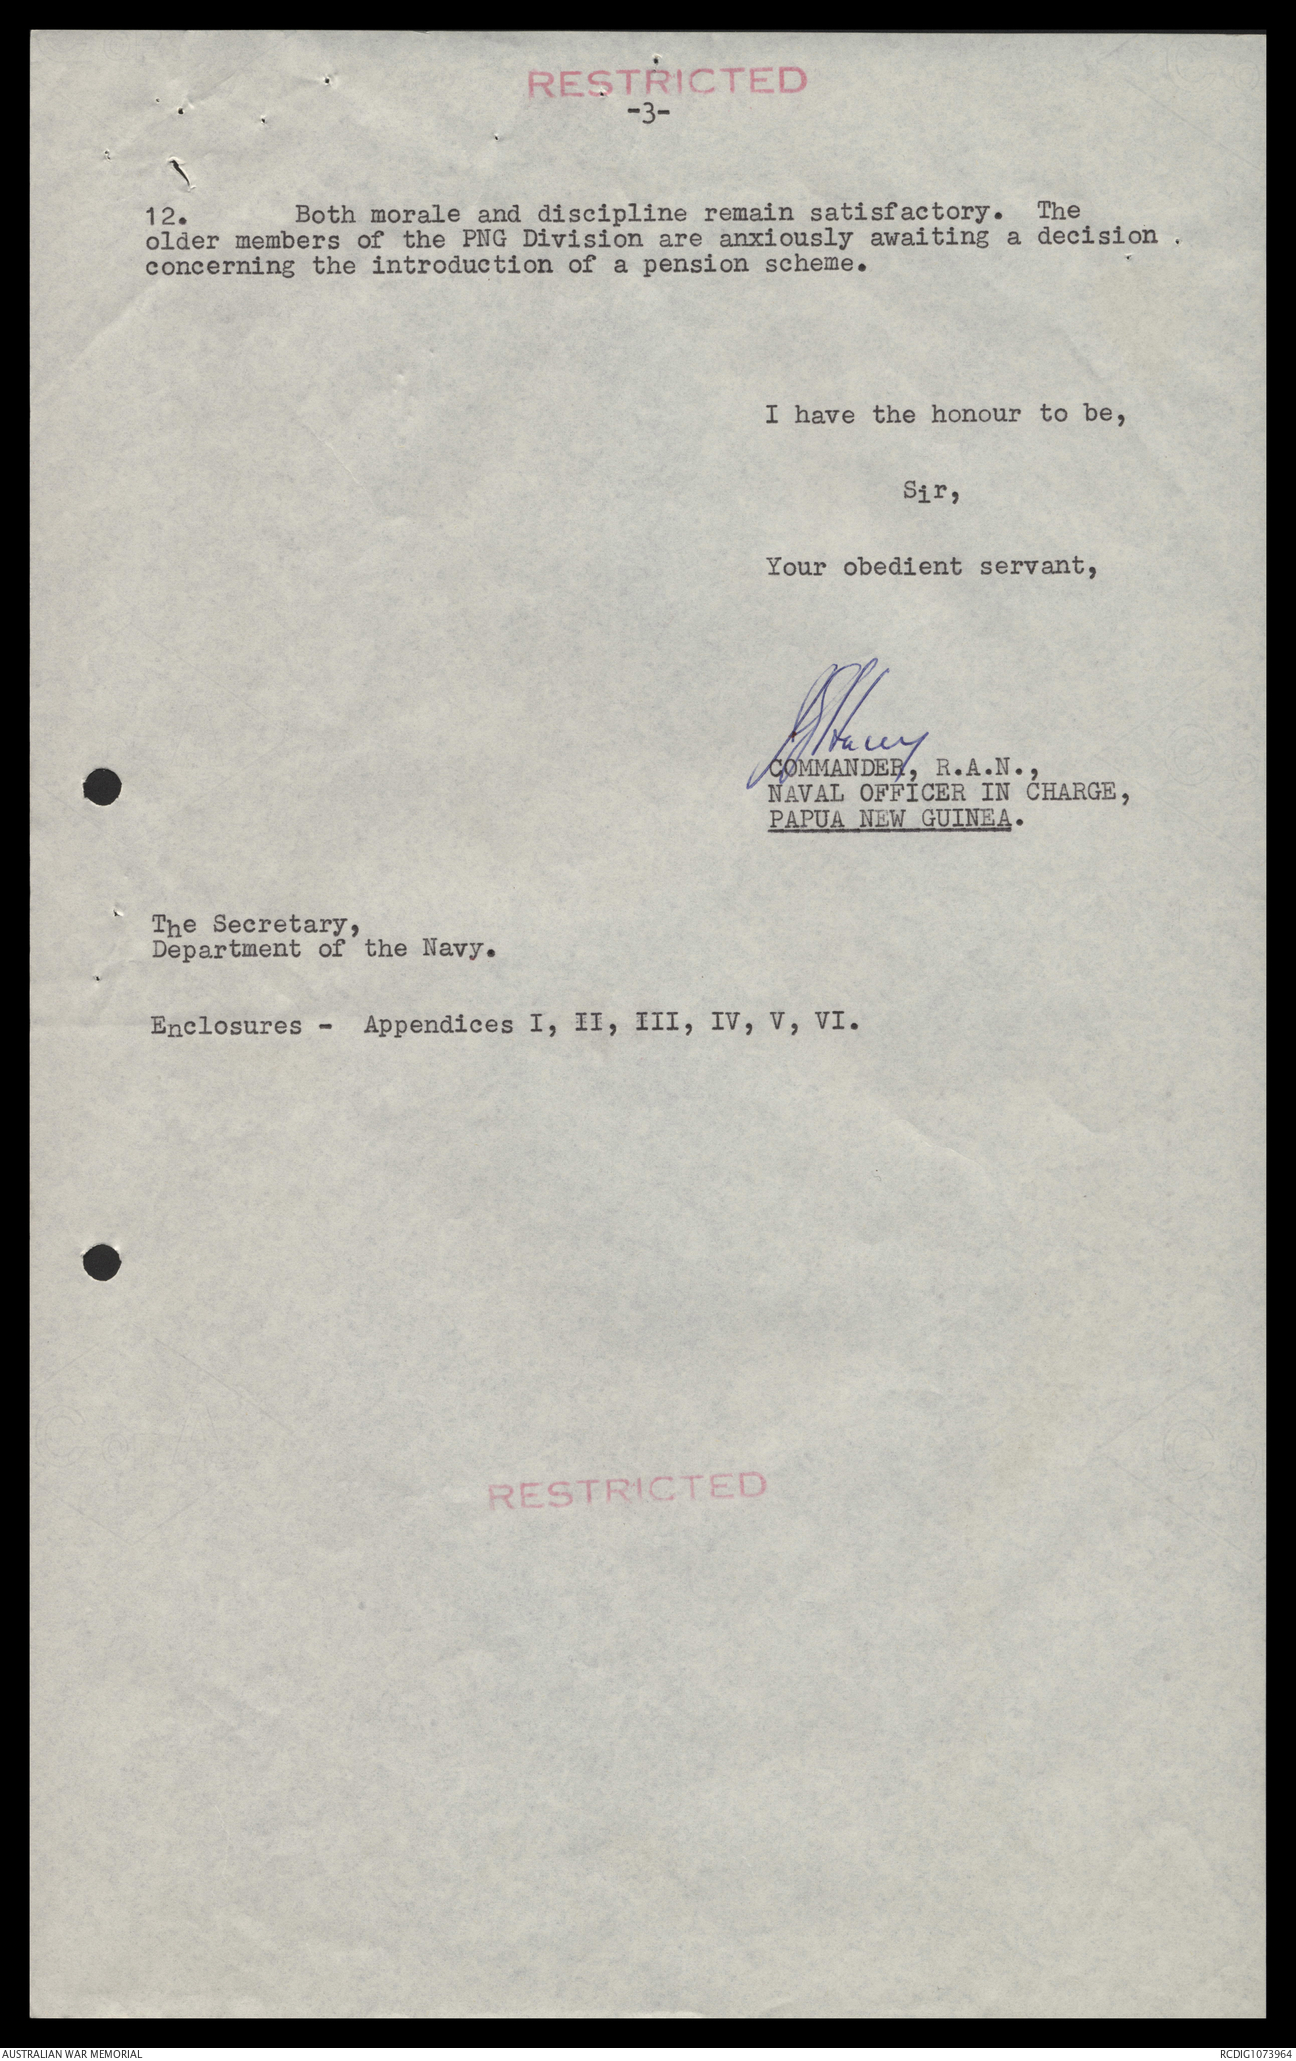 RESTRICTED
-3-
12. Both morale and discipline remain satisfactory. The
older members of the PNG Division are anxiously awaiting a decision
concerning the introduction of a pension scheme.
I have the honour to be,
Sir,
Your obedient servant,
COMMANDER, R.A.N.,
NAVAL OFFICER IN CHARGE,
PAPUA NEW GUINEA.
The Secretary,
Department of the Navy.
Enclosures - Appendices I, II, III, IV, V, VI.
RESTRICTED
AUSTRALIAN WAR MEMORIAL
RCDIG1073964